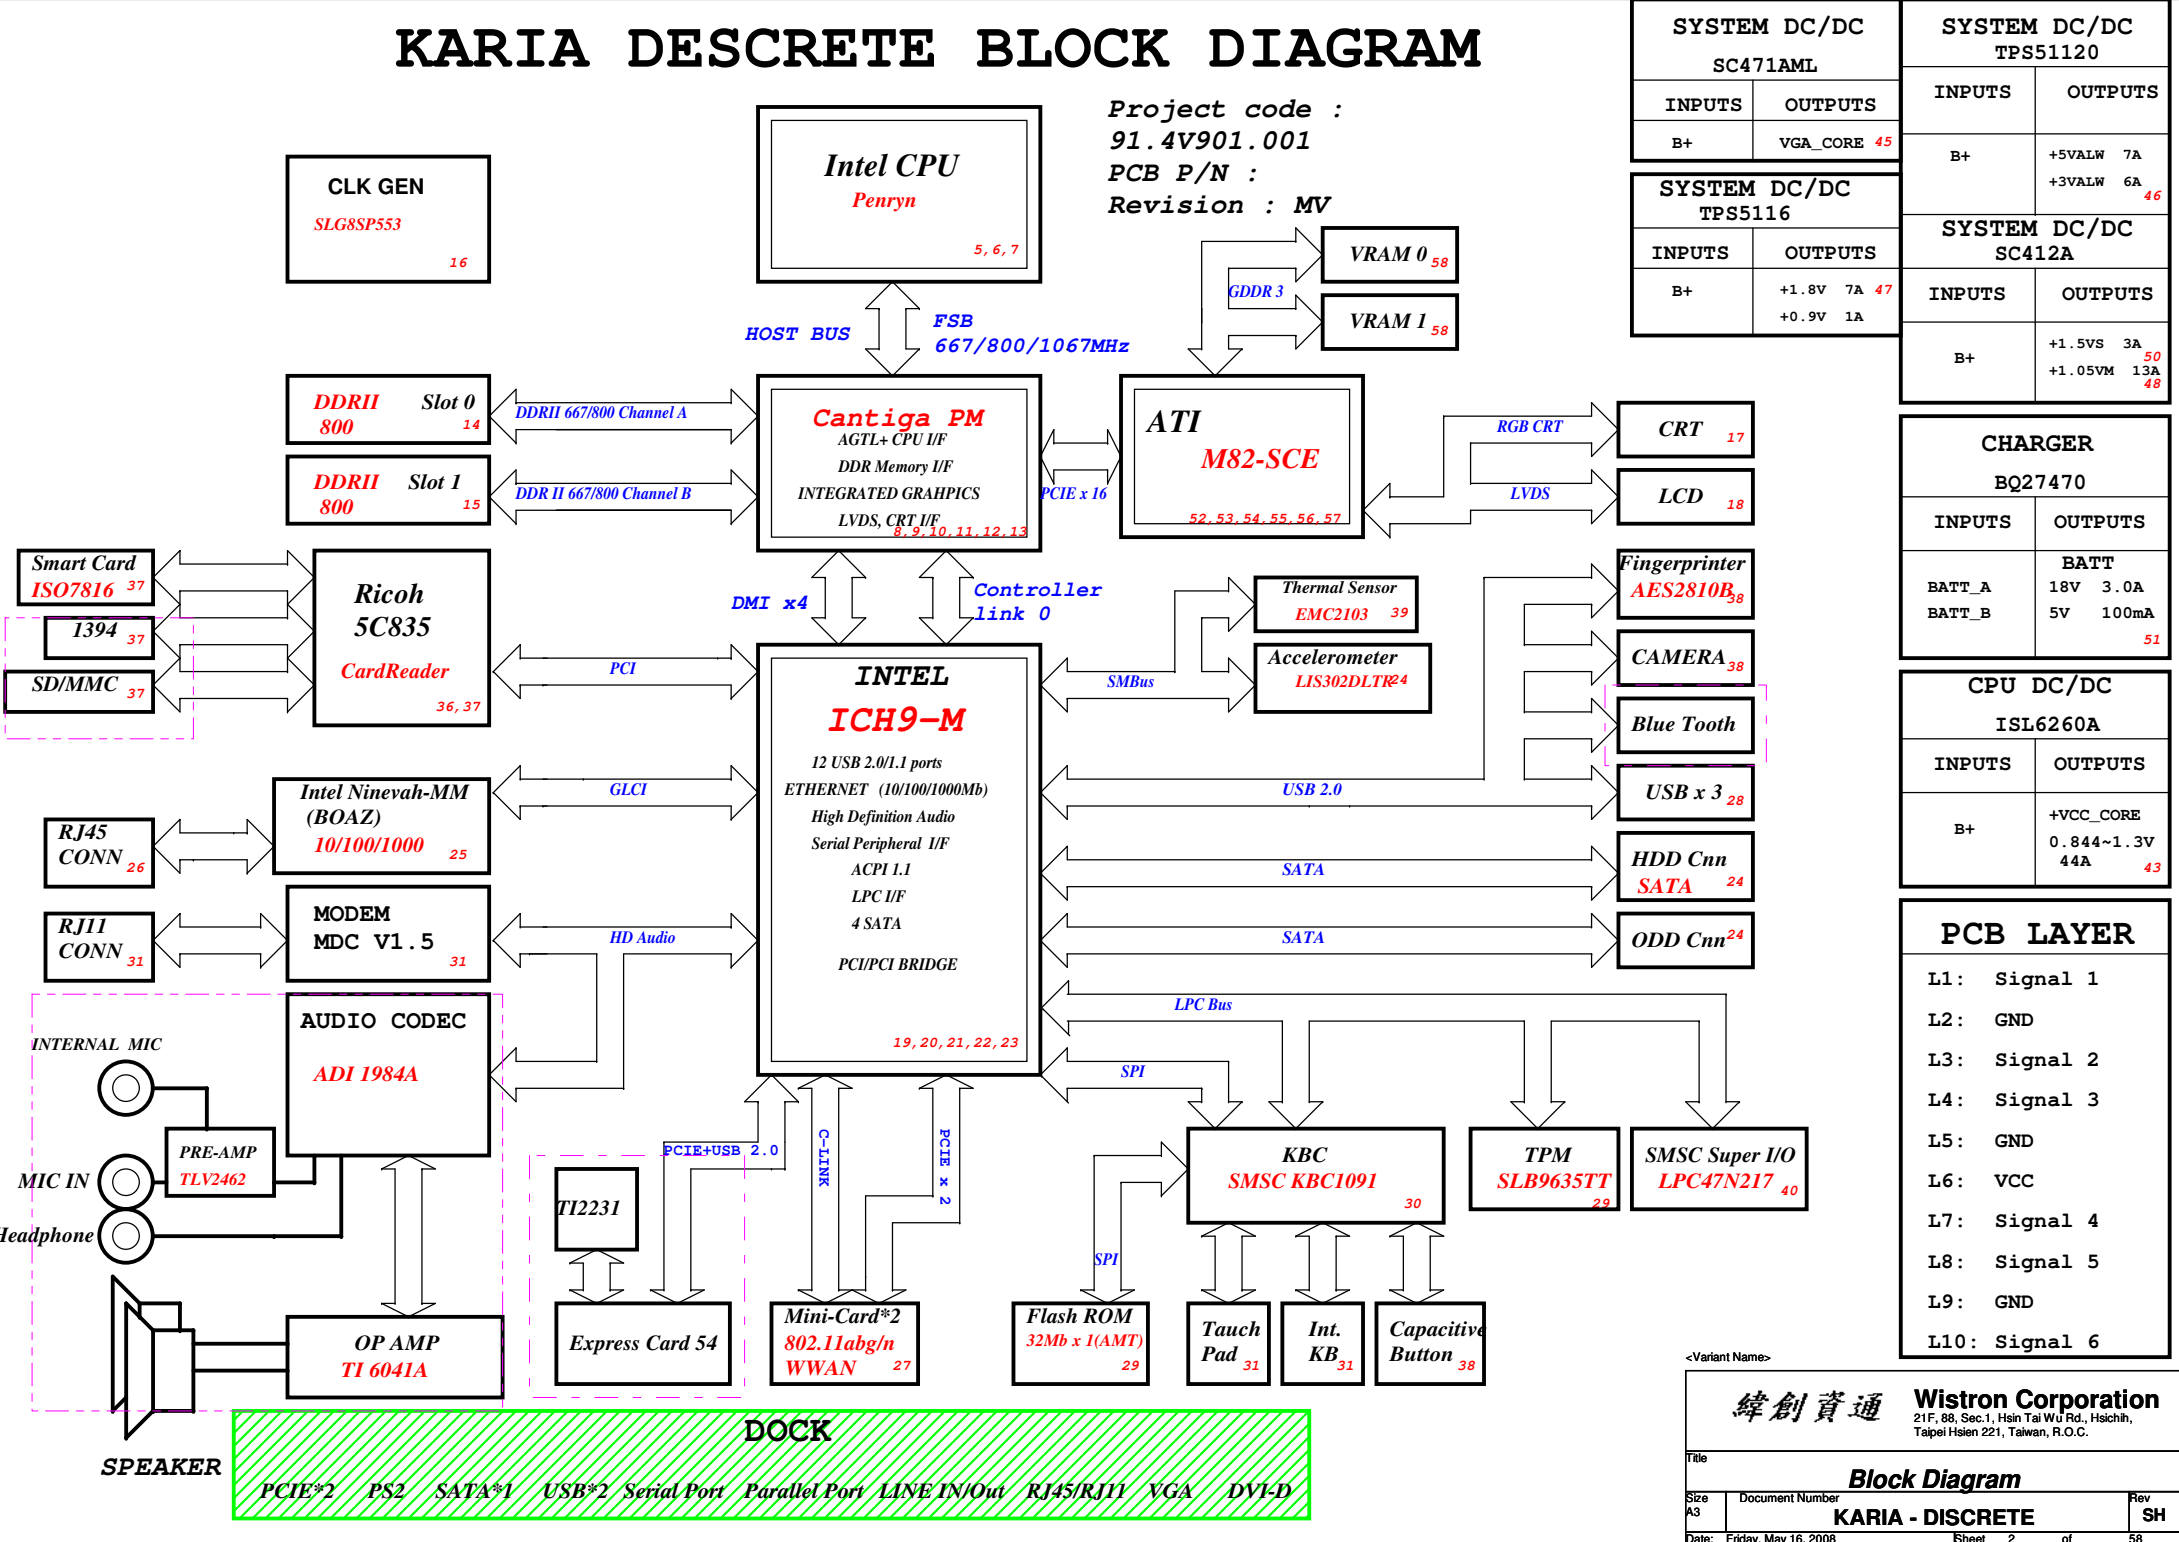 KARIA DESCRETE BLOCK DIAGRAM
Project code :
91.4V901.001
PCB P/N :
Revision : MV
CLK GEN
SLG8SP553
16
Intel CPU
Penryn
5,6,7
HOST BUS
FSB
667/800/1067MHz
VRAM 0 58
GDDR 3
VRAM 1 58
DDRII Slot 0
800 14
DDRII 667/800 Channel A
DDRII Slot 1
800 15
DDR II 667/800 Channel B
Cantiga PM
AGTL+ CPU I/F
DDR Memory I/F
INTEGRATED GRAHPICS
LVDS, CRT I/F
8,9,10,11,12,13
PCIE x 16
ATI
M82-SCE
52,53,54,55,56,57
RGB CRT
CRT 17
LVDS
LCD 18
Smart Card
ISO7816 37
1394 37
SD/MMC 37
Ricoh
5C835
CardReader
36,37
PCI
DMI x4
Controller
link 0
Thermal Sensor
EMC2103 39
Accelerometer
LIS302DLTR 24
SMBus
Fingerprinter
AES2810B 38
CAMERA 38
Blue Tooth
USB x 3 28
USB 2.0
INTEL
ICH9-M
12 USB 2.0/1.1 ports
ETHERNET (10/100/1000Mb)
High Definition Audio
Serial Peripheral I/F
ACPI 1.1
LPC I/F
4 SATA
PCI/PCI BRIDGE
19,20,21,22,23
Intel Ninevah-MM
(BOAZ)
10/100/1000 25
GLCI
RJ45
CONN 26
MODEM
MDC V1.5
31
RJ11
CONN 31
HD Audio
SATA
HDD Cnn
SATA 24
SATA
ODD Cnn 24
LPC Bus
SPI
AUDIO CODEC
ADI 1984A
INTERNAL MIC
PRE-AMP
TLV2462
MIC IN
Headphone
OP AMP
TI 6041A
SPEAKER
PCIE+USB 2.0
C-LINK
PCIE x 2
TI2231
Express Card 54
Mini-Card*2
802.11abg/n
WWAN 27
KBC
SMSC KBC1091
30
TPM
SLB9635TT
29
SMSC Super I/O
LPC47N217 40
SPI
Flash ROM
32Mb x 1(AMT)
29
Tauch
Pad 31
Int.
KB 31
Capacitive
Button 38
DOCK
PCIE*2 PS2 SATA*1 USB*2 Serial Port Parallel Port LINE IN/Out RJ45/RJ11 VGA DVI-D
SYSTEM DC/DC
SC471AML
INPUTS OUTPUTS
B+ VGA_CORE 45
SYSTEM DC/DC
TPS5116
INPUTS OUTPUTS
B+ +1.8V 7A 47
+0.9V 1A
SYSTEM DC/DC
TPS51120
INPUTS OUTPUTS
B+ +5VALW 7A
+3VALW 6A
46
SYSTEM DC/DC
SC412A
INPUTS OUTPUTS
B+ +1.5VS 3A
50
+1.05VM 13A
48
CHARGER
BQ27470
INPUTS OUTPUTS
BATT
BATT_A 18V 3.0A
BATT_B 5V 100mA
51
CPU DC/DC
ISL6260A
INPUTS OUTPUTS
B+ +VCC_CORE
0.844~1.3V
44A 43
PCB LAYER
L1: Signal 1
L2: GND
L3: Signal 2
L4: Signal 3
L5: GND
L6: VCC
L7: Signal 4
L8: Signal 5
L9: GND
L10: Signal 6
<Variant Name>
緯創資通 Wistron Corporation
21F, 88, Sec.1, Hsin Tai Wu Rd., Hsichih,
Taipei Hsien 221, Taiwan, R.O.C.
Title
Block Diagram
Size Document Number Rev
A3 KARIA - DISCRETE SH
Date: Friday, May 16, 2008 Sheet 2 of 58